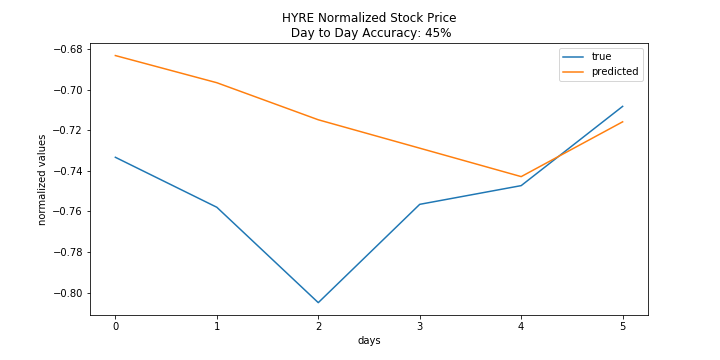 HYRE Normalized Stock Price
Day to Day Accuracy: 45%
true
predicted
normalized values
−0.68
−0.70
−0.72
−0.74
−0.76
−0.78
−0.80
0 1 2 3 4 5
days